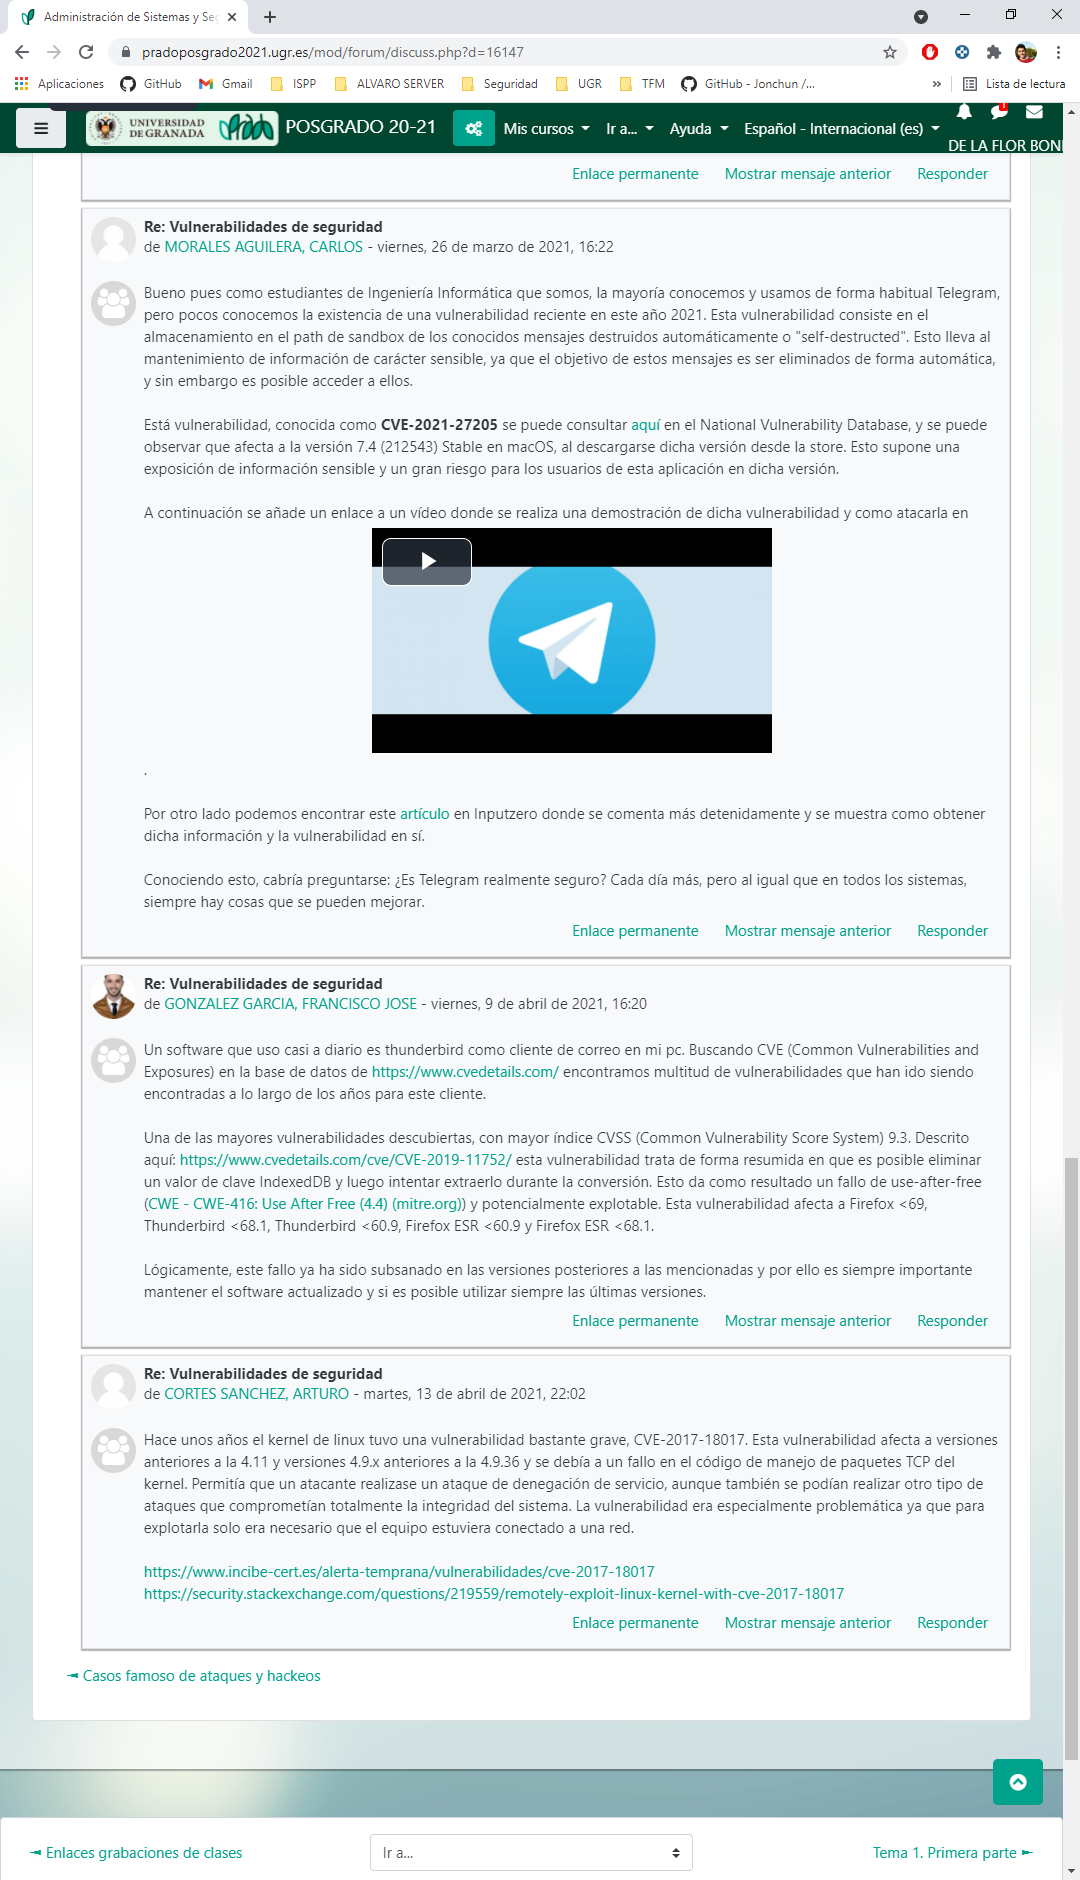 Administración de Sistemas y Se
pradoposgrado2021.ugr.es/mod/forum/discuss.php?d=16147
Aplicaciones GitHub Gmail ISPP ALVARO SERVER Seguridad UGR TFM GitHub - Jonchun /... » Lista de lectura
UNIVERSIDAD DE GRANADA POSGRADO 20-21 Mis cursos Ir a... Ayuda Español - Internacional (es)
DE LA FLOR BON
Enlace permanente Mostrar mensaje anterior Responder
Re: Vulnerabilidades de seguridad
de MORALES AGUILERA, CARLOS - viernes, 26 de marzo de 2021, 16:22
Bueno pues como estudiantes de Ingeniería Informática que somos, la mayoría conocemos y usamos de forma habitual Telegram,
pero pocos conocemos la existencia de una vulnerabilidad reciente en este año 2021. Esta vulnerabilidad consiste en el
almacenamiento en el path de sandbox de los conocidos mensajes destruidos automáticamente o "self-destructed". Esto lleva al
mantenimiento de información de carácter sensible, ya que el objetivo de estos mensajes es ser eliminados de forma automática,
y sin embargo es posible acceder a ellos.
Está vulnerabilidad, conocida como CVE-2021-27205 se puede consultar aquí en el National Vulnerability Database, y se puede
observar que afecta a la versión 7.4 (212543) Stable en macOS, al descargarse dicha versión desde la store. Esto supone una
exposición de información sensible y un gran riesgo para los usuarios de esta aplicación en dicha versión.
A continuación se añade un enlace a un vídeo donde se realiza una demostración de dicha vulnerabilidad y como atacarla en
.
Por otro lado podemos encontrar este artículo en Inputzero donde se comenta más detenidamente y se muestra como obtener
dicha información y la vulnerabilidad en sí.
Conociendo esto, cabría preguntarse: ¿Es Telegram realmente seguro? Cada día más, pero al igual que en todos los sistemas,
siempre hay cosas que se pueden mejorar.
Enlace permanente Mostrar mensaje anterior Responder
Re: Vulnerabilidades de seguridad
de GONZALEZ GARCIA, FRANCISCO JOSE - viernes, 9 de abril de 2021, 16:20
Un software que uso casi a diario es thunderbird como cliente de correo en mi pc. Buscando CVE (Common Vulnerabilities and
Exposures) en la base de datos de https://www.cvedetails.com/ encontramos multitud de vulnerabilidades que han ido siendo
encontradas a lo largo de los años para este cliente.
Una de las mayores vulnerabilidades descubiertas, con mayor índice CVSS (Common Vulnerability Score System) 9.3. Descrito
aquí: https://www.cvedetails.com/cve/CVE-2019-11752/ esta vulnerabilidad trata de forma resumida en que es posible eliminar
un valor de clave IndexedDB y luego intentar extraerlo durante la conversión. Esto da como resultado un fallo de use-after-free
(CWE - CWE-416: Use After Free (4.4) (mitre.org)) y potencialmente explotable. Esta vulnerabilidad afecta a Firefox <69,
Thunderbird <68.1, Thunderbird <60.9, Firefox ESR <60.9 y Firefox ESR <68.1.
Lógicamente, este fallo ya ha sido subsanado en las versiones posteriores a las mencionadas y por ello es siempre importante
mantener el software actualizado y si es posible utilizar siempre las últimas versiones.
Enlace permanente Mostrar mensaje anterior Responder
Re: Vulnerabilidades de seguridad
de CORTES SANCHEZ, ARTURO - martes, 13 de abril de 2021, 22:02
Hace unos años el kernel de linux tuvo una vulnerabilidad bastante grave, CVE-2017-18017. Esta vulnerabilidad afecta a versiones
anteriores a la 4.11 y versiones 4.9.x anteriores a la 4.9.36 y se debía a un fallo en el código de manejo de paquetes TCP del
kernel. Permitía que un atacante realizase un ataque de denegación de servicio, aunque también se podían realizar otro tipo de
ataques que comprometían totalmente la integridad del sistema. La vulnerabilidad era especialmente problemática ya que para
explotarla solo era necesario que el equipo estuviera conectado a una red.
https://www.incibe-cert.es/alerta-temprana/vulnerabilidades/cve-2017-18017
https://security.stackexchange.com/questions/219559/remotely-exploit-linux-kernel-with-cve-2017-18017
Enlace permanente Mostrar mensaje anterior Responder
◄ Casos famoso de ataques y hackeos
◄ Enlaces grabaciones de clases Ir a... Tema 1. Primera parte ►